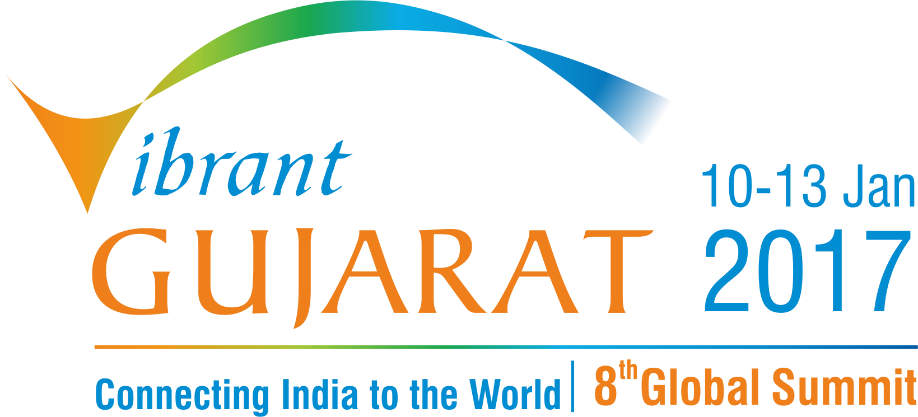 Vibrant
GUJARAT
10-13 Jan
2017
Connecting India to the World
8th Global Summit